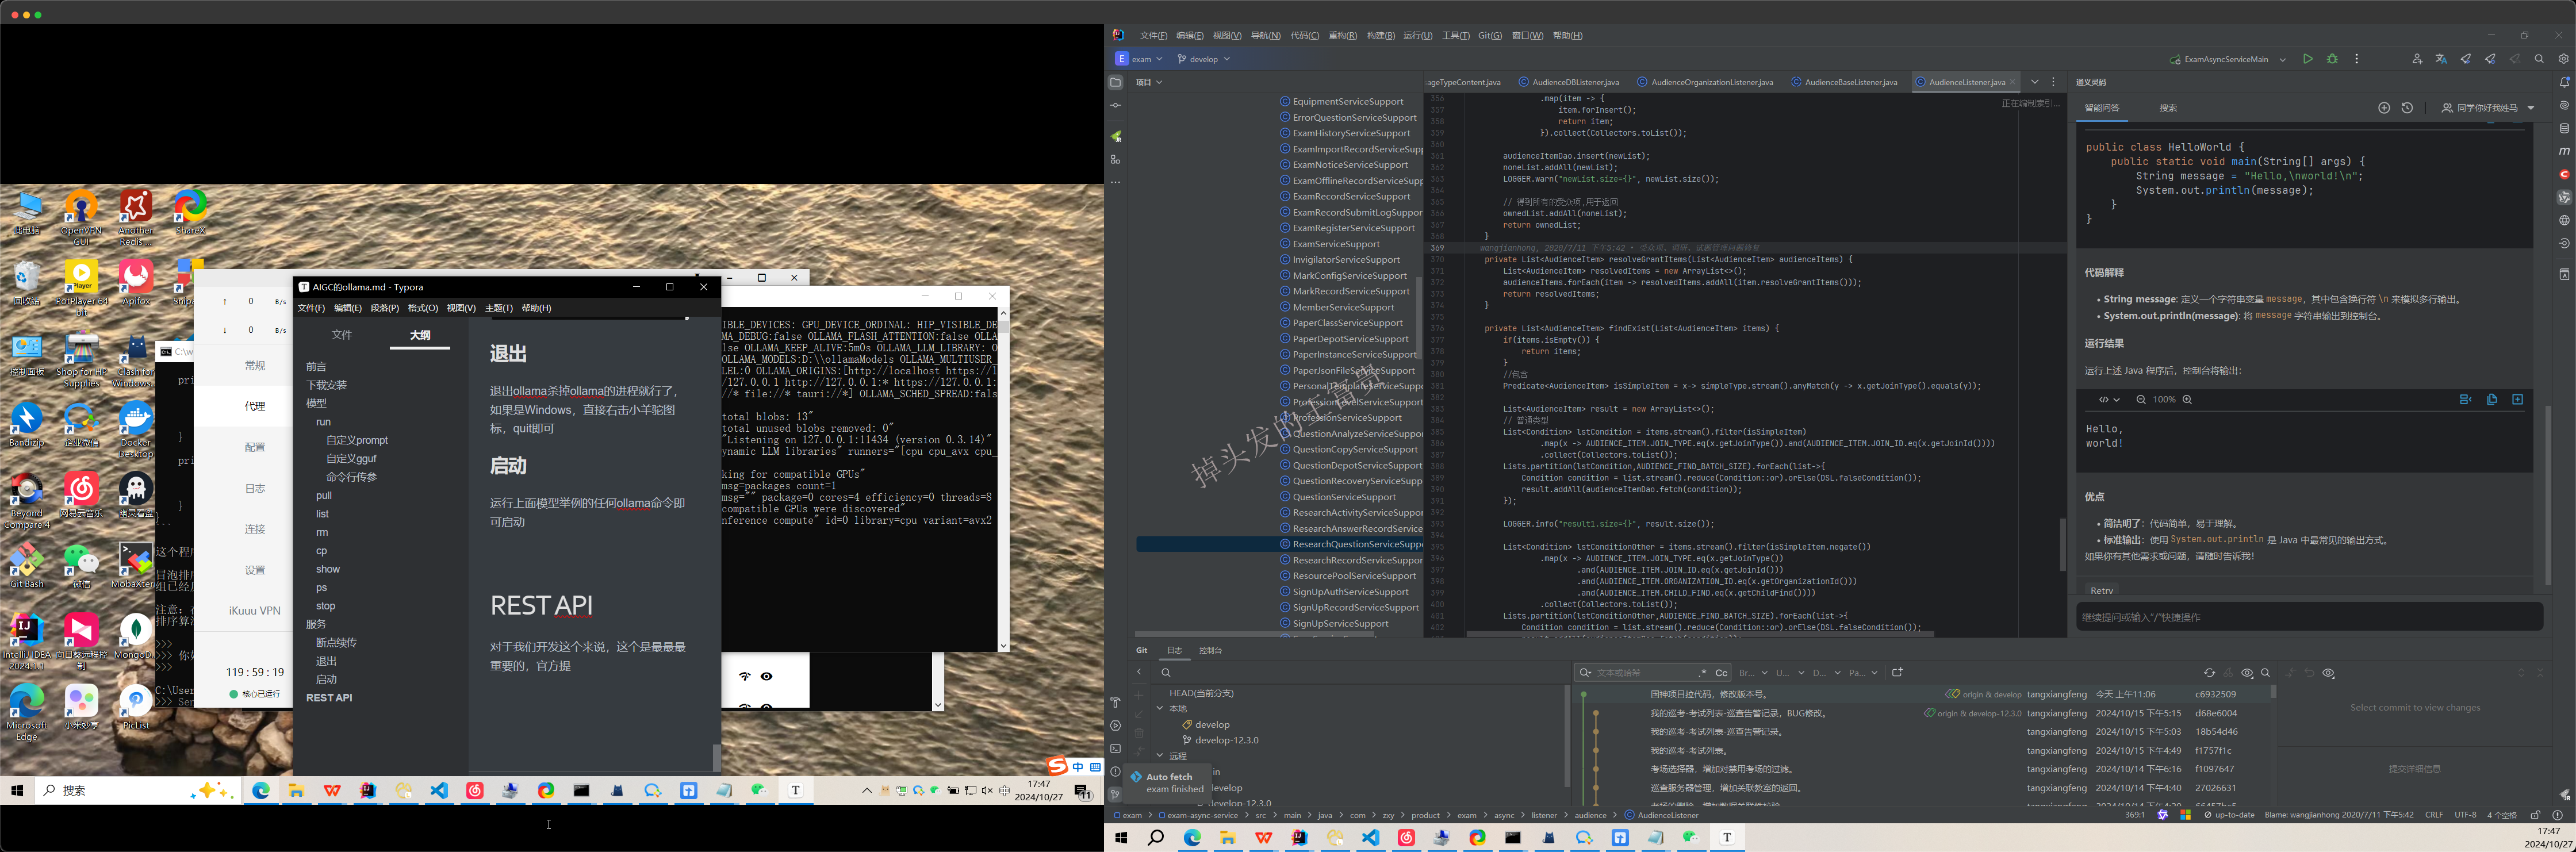 此电脑
OpenVPN GUI
Another Redis...
ShareX
回收站
PotPlayer 64 bit
Apifox
Snip
控制面板
Shop for HP Supplies
Clash for Windows
Bandizip
企业微信
Docker Desktop
Beyond Compare 4
网易云音乐
幽灵看盘
Git Bash
微信
MobaXterm
IntelliJ IDEA 2024.1.1
向日葵远程控制
MongoD
Microsoft Edge
小米妙享
PicList
↑ 0 B/s
↓ 0 B/s
常规
代理
配置
日志
连接
设置
iKuuu VPN
119 : 59 : 19
核心已运行
AIGC的ollama.md - Typora
文件(F) 编辑(E) 段落(P) 格式(O) 视图(V) 主题(T) 帮助(H)
文件 大纲
前言
下载安装
模型
run
自定义prompt
自定义gguf
命令行传参
pull
list
rm
cp
show
ps
stop
服务
断点续传
退出
启动
REST API
退出
退出ollama杀掉ollama的进程就行了，
如果是Windows，直接右击小羊驼图
标，quit即可
启动
运行上面模型举例的任何ollama命令即
可启动
REST API
对于我们开发这个来说，这个是最最最
重要的，官方提
IBLE_DEVICES: GPU_DEVICE_ORDINAL: HIP_VISIBLE_DE
MA_DEBUG:false OLLAMA_FLASH_ATTENTION:false OLLA
lse OLLAMA_KEEP_ALIVE:5m0s OLLAMA_LLM_LIBRARY: O
OLLAMA_MODELS:D:\\ollamaModels OLLAMA_MULTIUSER_
LEL:0 OLLAMA_ORIGINS:[http://localhost https://l
/127.0.0.1 http://127.0.0.1:* https://127.0.0.1:
//* file://* tauri://*] OLLAMA_SCHED_SPREAD:fals
total blobs: 13"
total unused blobs removed: 0"
"Listening on 127.0.0.1:11434 (version 0.3.14)"
ynamic LLM libraries" runners="[cpu cpu_avx cpu_
king for compatible GPUs"
msg=packages count=1
msg="" package=0 cores=4 efficiency=0 threads=8
compatible GPUs were discovered"
nference compute" id=0 library=cpu variant=avx2
搜索
17:47
2024/10/27
文件(F) 编辑(E) 视图(V) 导航(N) 代码(C) 重构(R) 构建(B) 运行(U) 工具(T) Git(G) 窗口(W) 帮助(H)
E exam develop ExamAsyncServiceMain
项目
EquipmentServiceSupport
ErrorQuestionServiceSupport
ExamHistoryServiceSupport
ExamImportRecordServiceSupp
ExamNoticeServiceSupport
ExamOfflineRecordServiceSupp
ExamRecordServiceSupport
ExamRecordSubmitLogSuppor
ExamRegisterServiceSupport
ExamServiceSupport
InvigilatorServiceSupport
MarkConfigServiceSupport
MarkRecordServiceSupport
MemberServiceSupport
PaperClassServiceSupport
PaperDepotServiceSupport
PaperInstanceServiceSupport
PaperJsonFileServiceSupport
PersonalTemplateServiceSuppo
ProfessionLevelServiceSupport
ProfessionServiceSupport
QuestionAnalyzeServiceSupport
QuestionCopyServiceSupport
QuestionDepotServiceSupport
QuestionRecoveryServiceSupp
QuestionServiceSupport
ResearchActivityServiceSupport
ResearchAnswerRecordService
ResearchQuestionServiceSuppo
ResearchRecordServiceSupport
ResourcePoolServiceSupport
SignUpAuthServiceSupport
SignUpRecordServiceSupport
SignUpServiceSupport
掉头发的王富贵
ageTypeContent.java AudienceDBListener.java AudienceOrganizationListener.java AudienceBaseListener.java AudienceListener.java
正在编制索引...
356 .map(item -> {
357 item.forInsert();
358 return item;
359 }).collect(Collectors.toList());
360
361 audienceItemDao.insert(newList);
362 noneList.addAll(newList);
363 LOGGER.warn("newList.size={}", newList.size());
364
365 // 得到所有的受众项,用于返回
366 ownedList.addAll(noneList);
367 return ownedList;
368 }
369 wangjianhong, 2020/7/11 下午5:42 • 受众项、调研、试题管理问题修复
370 private List<AudienceItem> resolveGrantItems(List<AudienceItem> audienceItems) {
371 List<AudienceItem> resolvedItems = new ArrayList<>();
372 audienceItems.forEach(item -> resolvedItems.addAll(item.resolveGrantItems()));
373 return resolvedItems;
374 }
375
376 private List<AudienceItem> findExist(List<AudienceItem> items) {
377 if(items.isEmpty()) {
378 return items;
379 }
380 //包含
381 Predicate<AudienceItem> isSimpleItem = x-> simpleType.stream().anyMatch(y -> x.getJoinType().equals(y));
382
383 List<AudienceItem> result = new ArrayList<>();
384 // 普通类型
385 List<Condition> lstCondition = items.stream().filter(isSimpleItem)
386 .map(x -> AUDIENCE_ITEM.JOIN_TYPE.eq(x.getJoinType()).and(AUDIENCE_ITEM.JOIN_ID.eq(x.getJoinId())))
387 .collect(Collectors.toList());
388 Lists.partition(lstCondition,AUDIENCE_FIND_BATCH_SIZE).forEach(list->{
389 Condition condition = list.stream().reduce(Condition::or).orElse(DSL.falseCondition());
390 result.addAll(audienceItemDao.fetch(condition));
391 });
392
393 LOGGER.info("result1.size={}", result.size());
394
395 List<Condition> lstConditionOther = items.stream().filter(isSimpleItem.negate())
396 .map(x -> AUDIENCE_ITEM.JOIN_TYPE.eq(x.getJoinType())
397 .and(AUDIENCE_ITEM.JOIN_ID.eq(x.getJoinId()))
398 .and(AUDIENCE_ITEM.ORGANIZATION_ID.eq(x.getOrganizationId()))
399 .and(AUDIENCE_ITEM.CHILD_FIND.eq(x.getChildFind())))
400 .collect(Collectors.toList());
401 Lists.partition(lstConditionOther,AUDIENCE_FIND_BATCH_SIZE).forEach(list->{
402 Condition condition = list.stream().reduce(Condition::or).orElse(DSL.falseCondition());
通义灵码
智能问答 搜索 同学你好我姓马
public class HelloWorld {
public static void main(String[] args) {
String message = "Hello,\nworld!\n";
System.out.println(message);
}
}
代码解释
• String message: 定义一个字符串变量 message，其中包含换行符 \n 来模拟多行输出。
• System.out.println(message): 将 message 字符串输出到控制台。
运行结果
运行上述 Java 程序后，控制台将输出：
100%
Hello,
world!
优点
• 简洁明了：代码简单，易于理解。
• 标准输出：使用 System.out.println 是 Java 中最常见的输出方式。
如果你有其他需求或问题，请随时告诉我！
Retry
继续提问或输入"/"快捷操作
Git 日志 控制台
HEAD(当前分支)
本地
develop
develop-12.3.0
远程
Auto fetch
exam finished
文本或哈希 .* Cc Br... U... D... Pa...
国神项目拉代码，修改版本号。 origin & develop tangxiangfeng 今天 上午11:06 c6932509
我的巡考-考试列表-巡查告警记录，BUG修改。 origin & develop-12.3.0 tangxiangfeng 2024/10/15 下午5:15 d68e6004
我的巡考-考试列表-巡查告警记录。 tangxiangfeng 2024/10/15 下午5:03 18b54d46
我的巡考-考试列表。 tangxiangfeng 2024/10/15 下午4:49 f1757f1c
考场选择器，增加对禁用考场的过滤。 tangxiangfeng 2024/10/14 下午6:16 f1097647
巡查服务器管理，增加关联教室的返回。 tangxiangfeng 2024/10/14 下午4:40 27026631
Select commit to view changes
提交详细信息
exam > exam-async-service > src > main > java > com > zxy > product > exam > async > listener > audience > AudienceListener
369:1 up-to-date Blame: wangjianhong 2020/7/11 下午5:42 CRLF UTF-8 4 个空格
17:47
2024/10/27